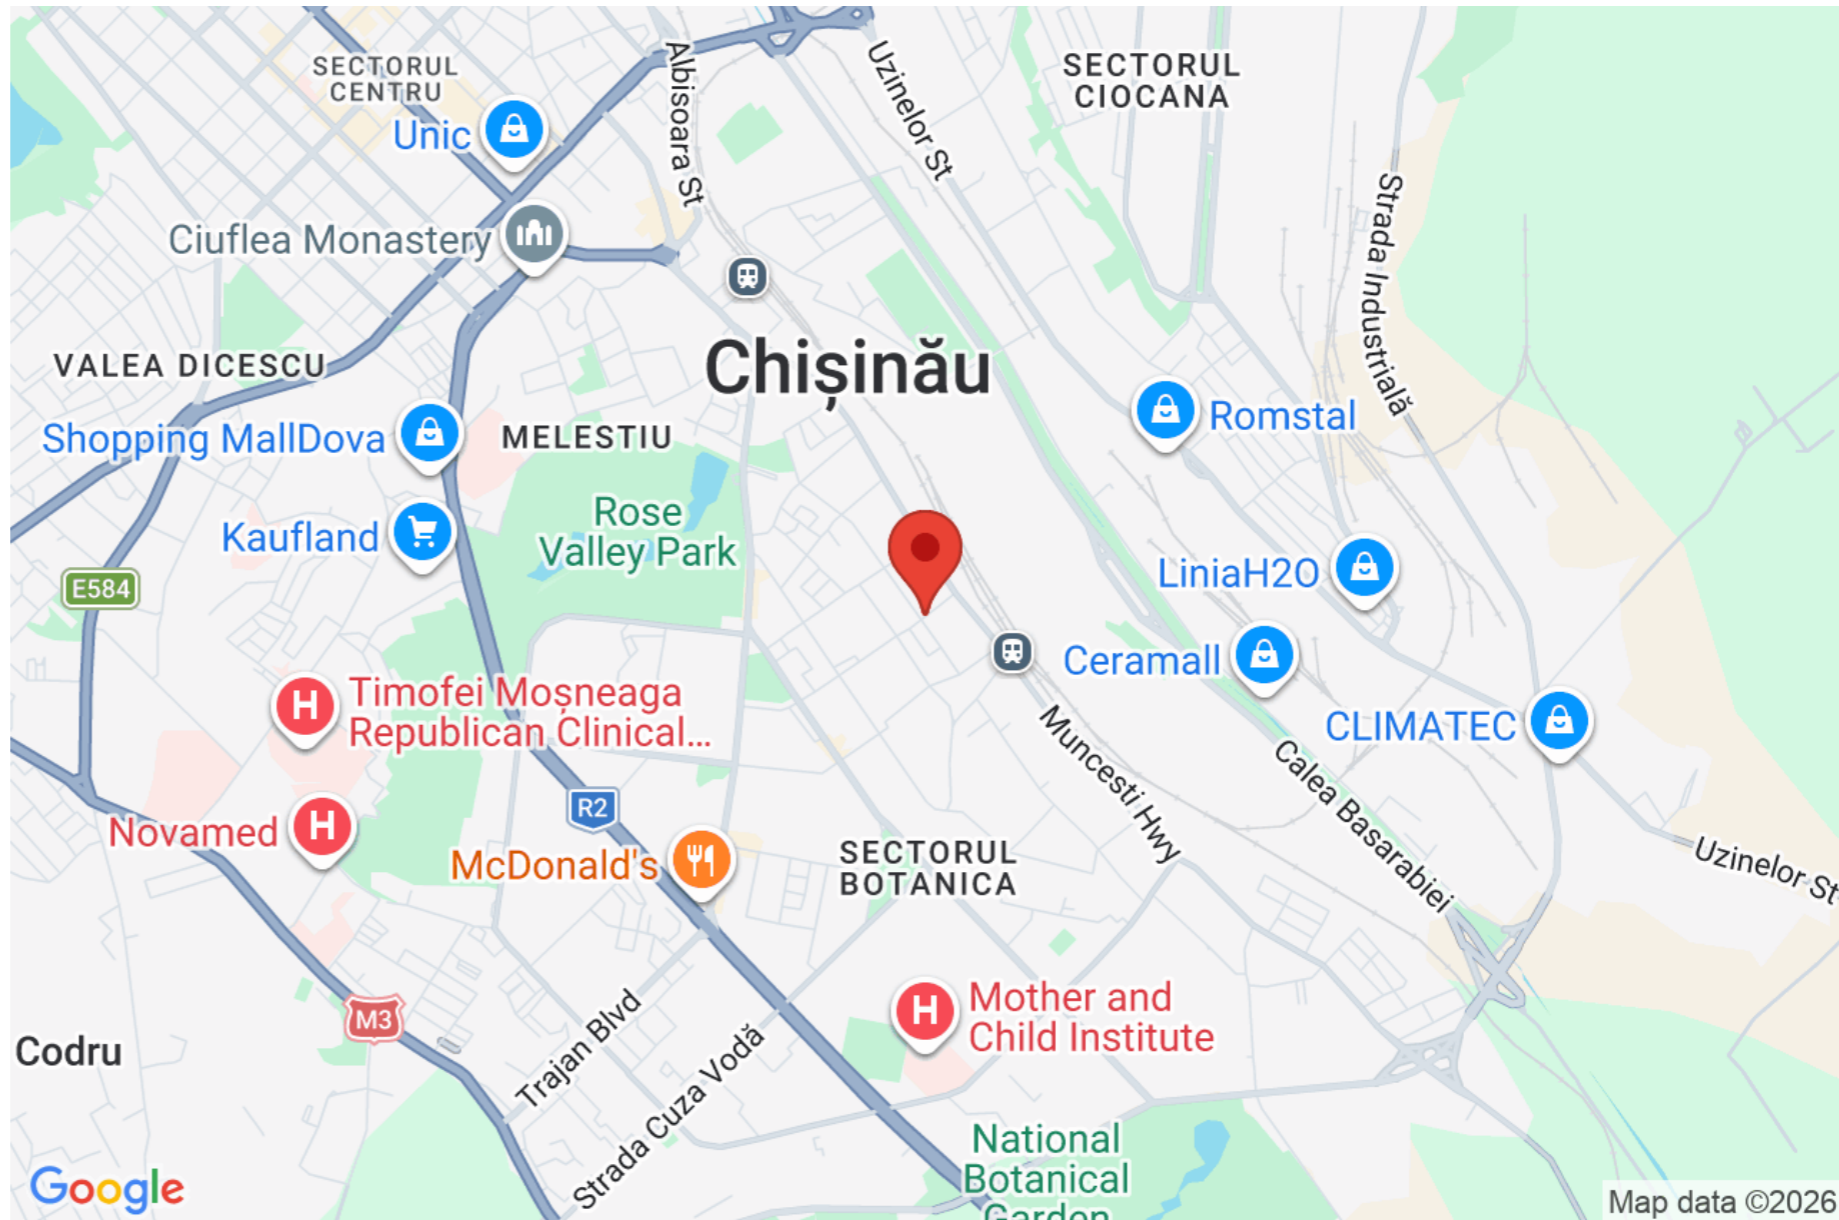 SECTORUL
CENTRU
Albisoara St
Uzinelor St
SECTORUL
CIOCANA
Unic
Strada Industrială
Ciuflea Monastery
Chișinău
VALEA DICESCU
Shopping MallDova
MELESTIU
Romstal
Rose
Valley Park
Kaufland
E584
LiniaH2O
Ceramall
Timofei Moșneaga
Republican Clinical...
CLIMATEC
Muncesti Hwy
Calea Basarabiei
R2
Novamed
McDonald's
SECTORUL
BOTANICA
Uzinelor St
Mother and
Child Institute
M3
Codru
Trajan Blvd
Strada Cuza Vodă
National
Botanical
Garden
Google
Map data ©2026